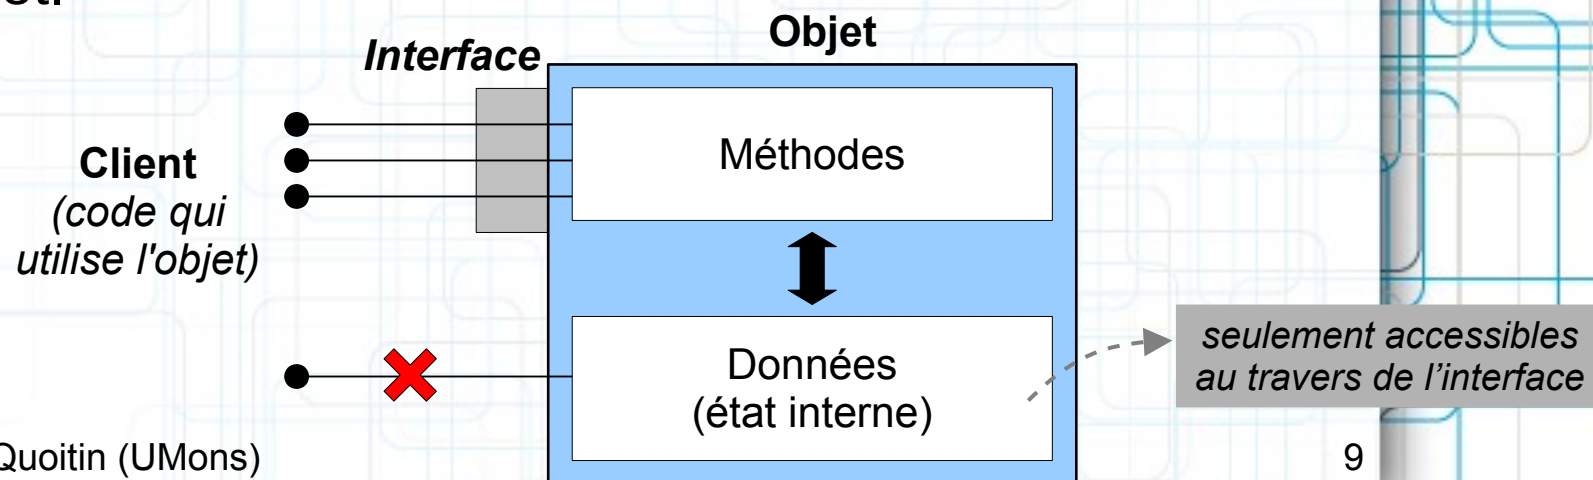 Objet
Interface
Méthodes
Client
(code qui
utilise l'objet)
Données
(état interne)
seulement accessibles
au travers de l’interface
Quoitin (UMons)
9